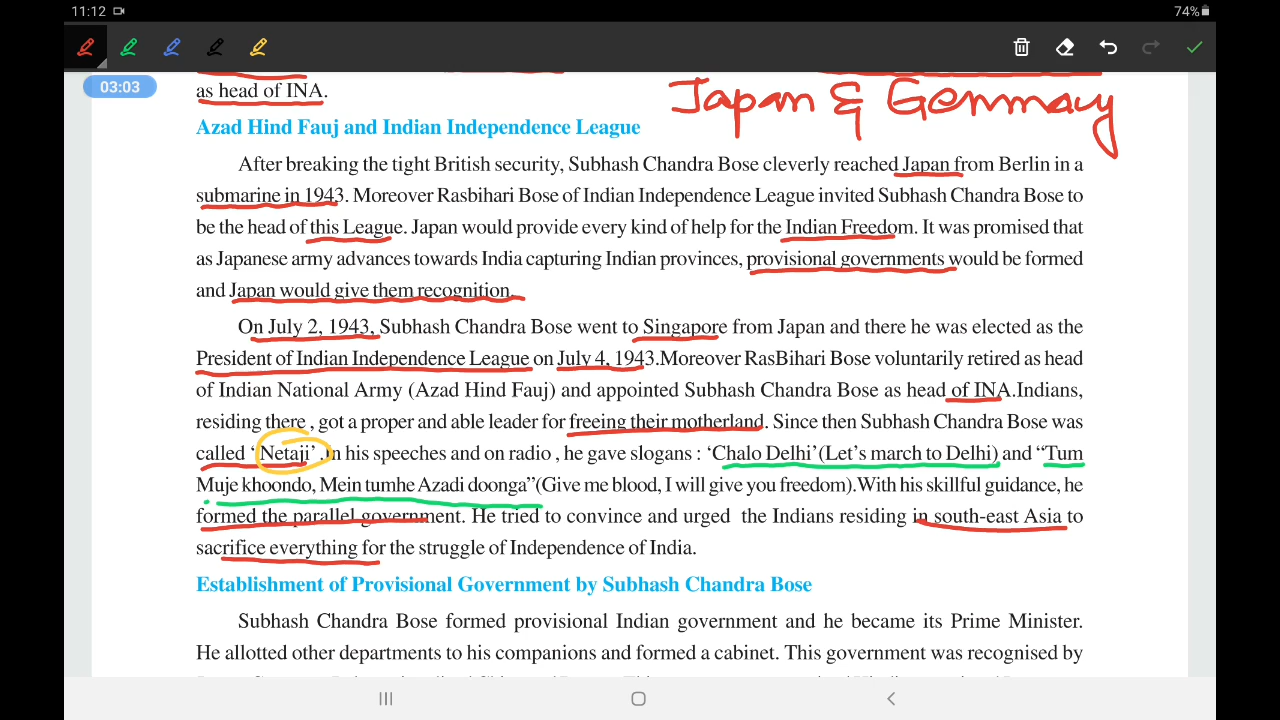 11:12
74%
03:03
as head of INA.
Japan & Genmacy
Azad Hind Fauj and Indian Independence League
After breaking the tight British security, Subhash Chandra Bose cleverly reached Japan from Berlin in a
submarine in 1943. Moreover Rasbihari Bose of Indian Independence League invited Subhash Chandra Bose to
be the head of this League. Japan would provide every kind of help for the Indian Freedom. It was promised that
as Japanese army advances towards India capturing Indian provinces, provisional governments would be formed
and Japan would give them recognition.
On July 2, 1943, Subhash Chandra Bose went to Singapore from Japan and there he was elected as the
President of Indian Independence League on July 4, 1943.Moreover RasBihari Bose voluntarily retired as head
of Indian National Army (Azad Hind Fauj) and appointed Subhash Chandra Bose as head of INA.Indians,
residing there , got a proper and able leader for freeing their motherland. Since then Subhash Chandra Bose was
called ‘Netaji’ .In his speeches and on radio , he gave slogans : ‘Chalo Delhi’(Let’s march to Delhi) and “Tum
Muje khoondo, Mein tumhe Azadi doonga”(Give me blood, I will give you freedom).With his skillful guidance, he
formed the parallel government. He tried to convince and urged the Indians residing in south-east Asia to
sacrifice everything for the struggle of Independence of India.
Establishment of Provisional Government by Subhash Chandra Bose
Subhash Chandra Bose formed provisional Indian government and he became its Prime Minister.
He allotted other departments to his companions and formed a cabinet. This government was recognised by